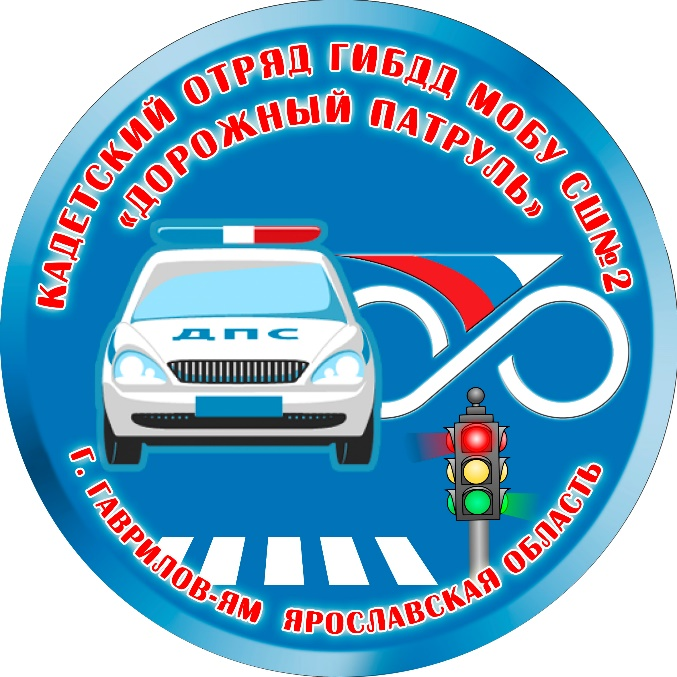 КАДЕТСКИЙ ОТРЯД ГИБДД МОБУ СШ№2
«ДОРОЖНЫЙ ПАТРУЛЬ»
ДПС
г. ГАВРИЛОВ-ЯМ ЯРОСЛАВСКАЯ ОБЛАСТЬ